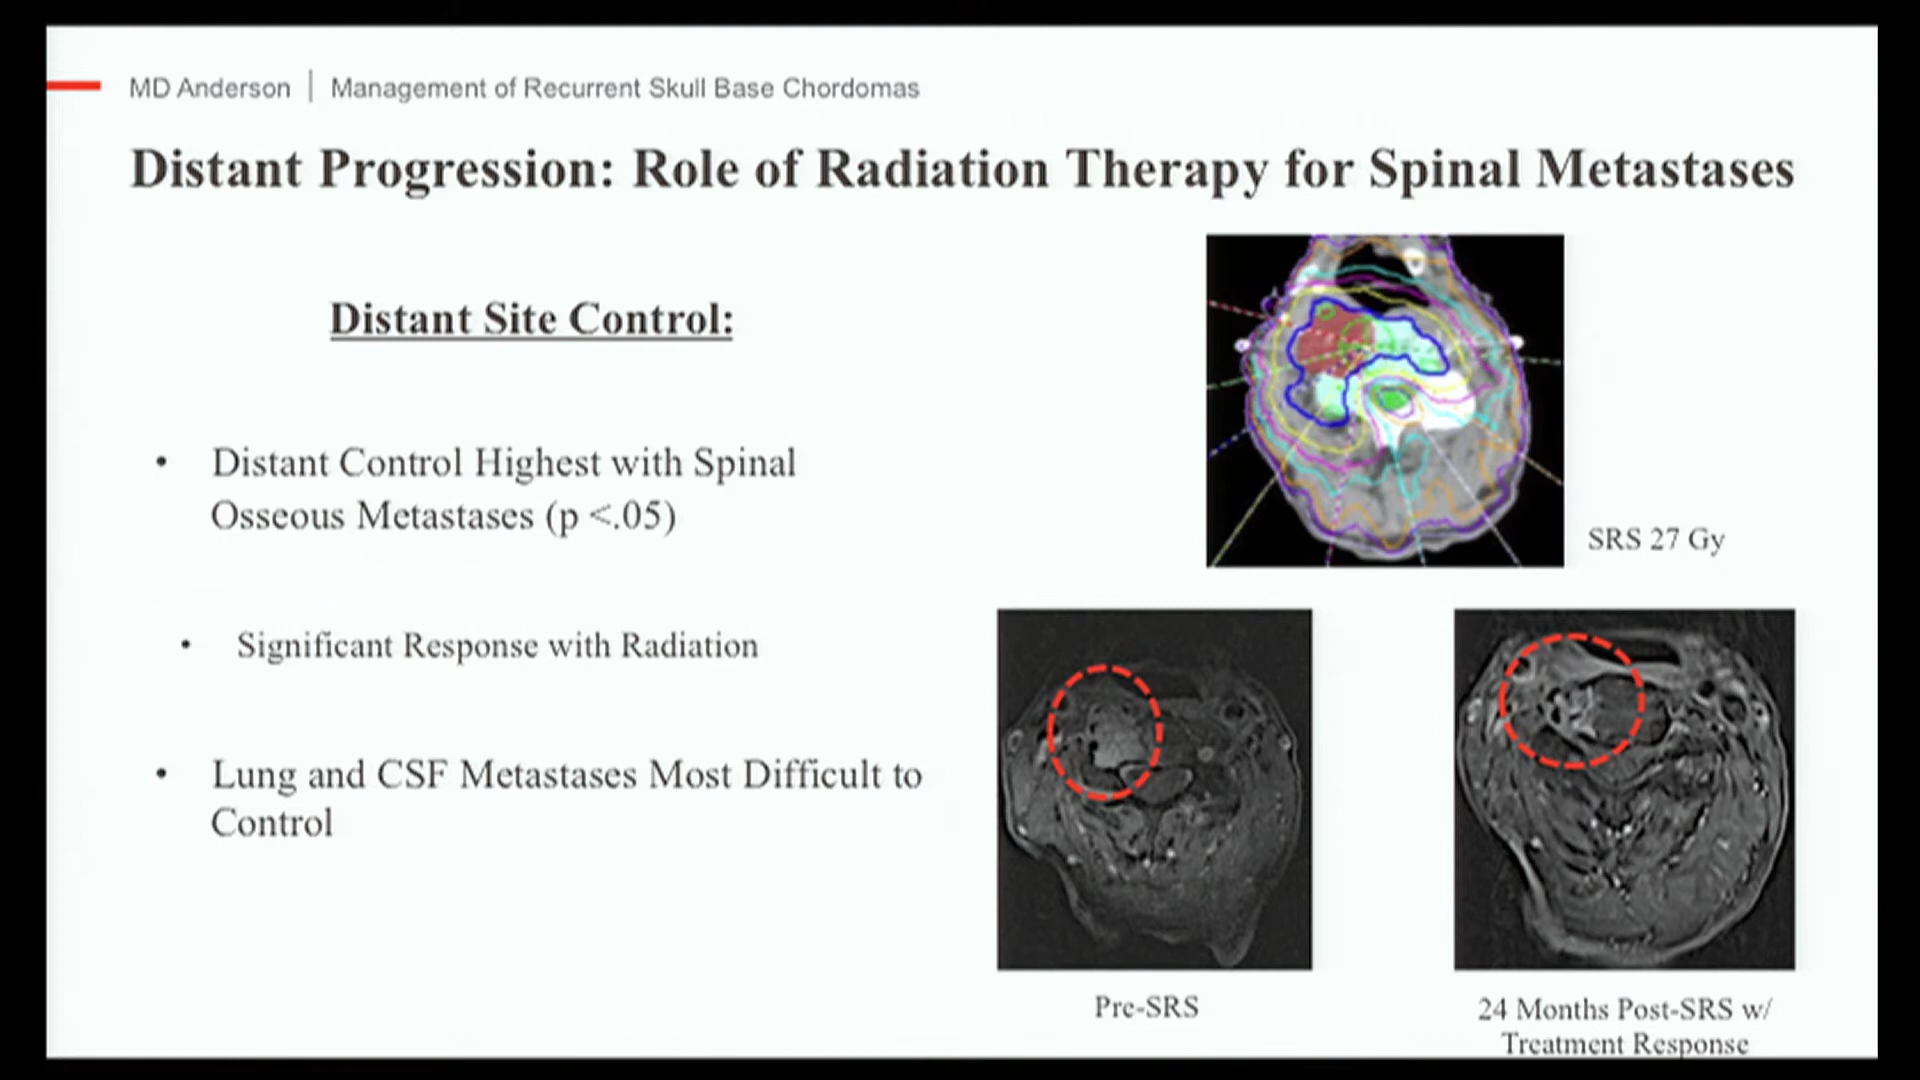 MD Anderson | Management of Recurrent Skull Base Chordomas
Distant Progression: Role of Radiation Therapy for Spinal Metastases
Distant Site Control:
• Distant Control Highest with Spinal
Osseous Metastases (p <.05)
• Significant Response with Radiation
• Lung and CSF Metastases Most Difficult to
Control
SRS 27 Gy
Pre-SRS
24 Months Post-SRS w/
Treatment Response